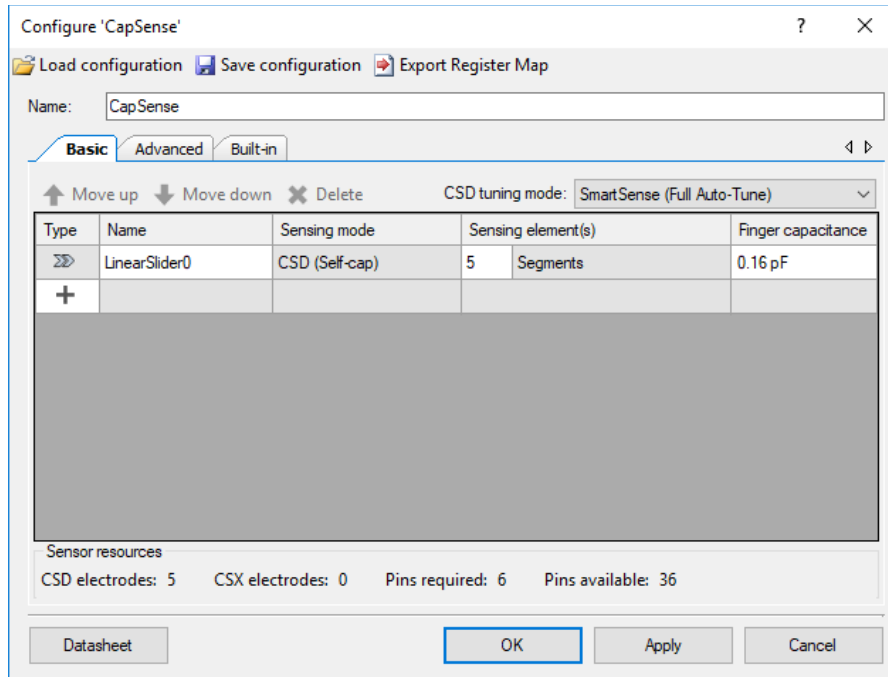 Configure 'CapSense' ?
Load configuration Save configuration Export Register Map
Name: CapSense
Basic Advanced Built-in
Move up Move down Delete CSD tuning mode: SmartSense (Full Auto-Tune)
Type Name Sensing mode Sensing element(s) Finger capacitance
LinearSlider0 CSD (Self-cap) 5 Segments 0.16 pF
Sensor resources
CSD electrodes: 5 CSX electrodes: 0 Pins required: 6 Pins available: 36
Datasheet OK Apply Cancel